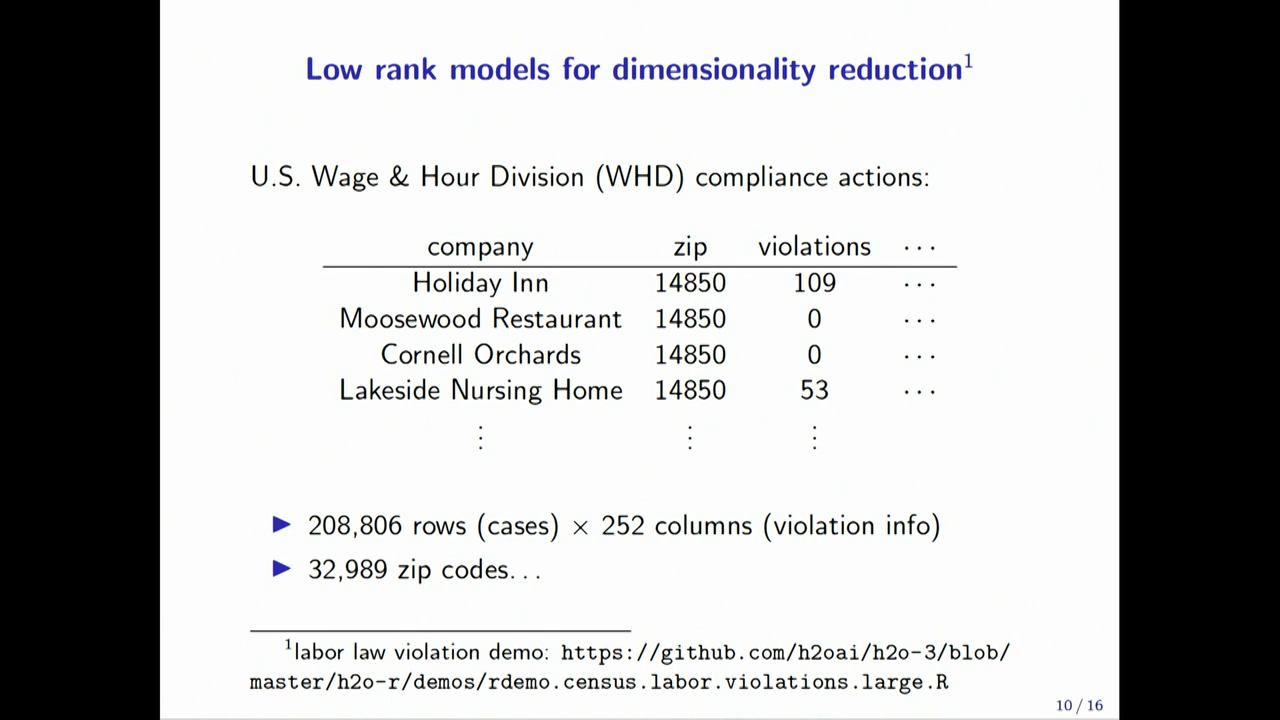 Low rank models for dimensionality reduction¹
U.S. Wage & Hour Division (WHD) compliance actions:
company zip violations ···
Holiday Inn 14850 109 ···
Moosewood Restaurant 14850 0 ···
Cornell Orchards 14850 0 ···
Lakeside Nursing Home 14850 53 ···
⋮ ⋮ ⋮
▶ 208,806 rows (cases) × 252 columns (violation info)
▶ 32,989 zip codes...
¹labor law violation demo: https://github.com/h2oai/h2o-3/blob/
master/h2o-r/demos/rdemo.census.labor.violations.large.R
10 / 16